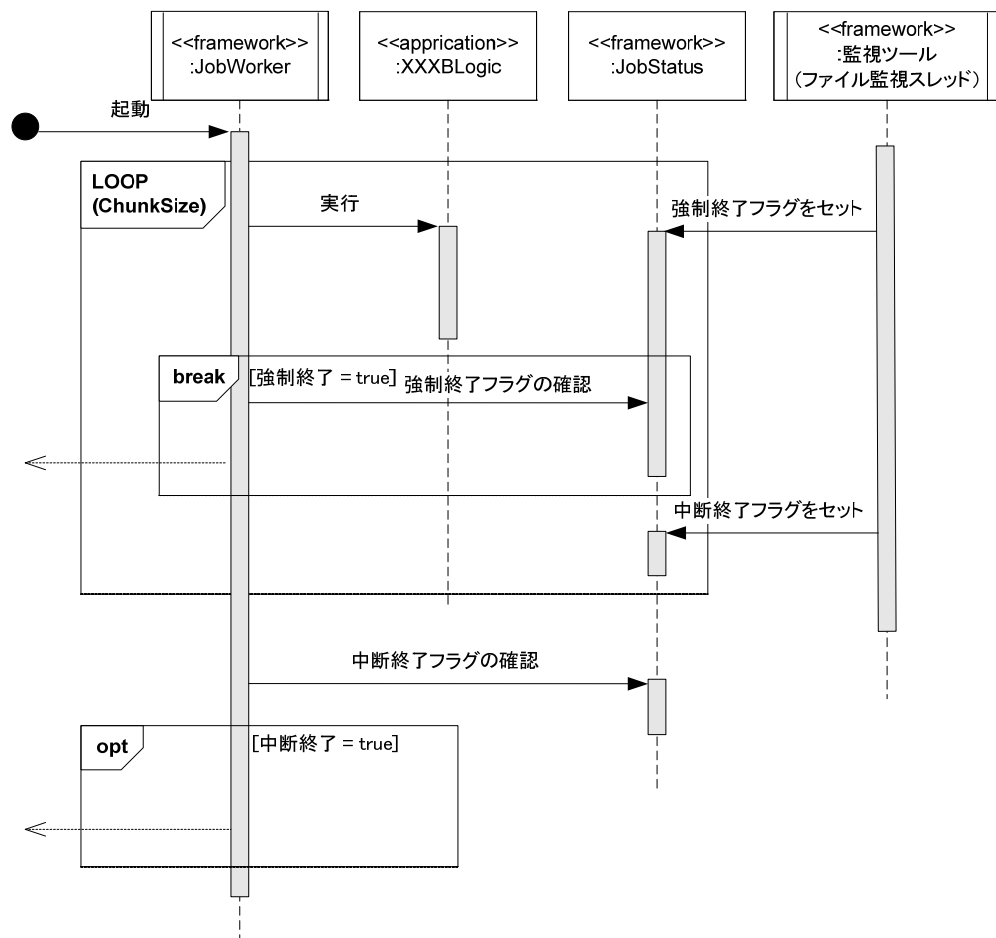 <<framework>>
:JobWorker
<<apprication>>
:XXXBLogic
<<framework>>
:JobStatus
<<framework>>
:監視ツール
(ファイル監視スレッド)
起動
LOOP
(ChunkSize)
実行
強制終了フラグをセット
break
[強制終了 = true]
強制終了フラグの確認
中断終了フラグをセット
中断終了フラグの確認
opt
[中断終了 = true]